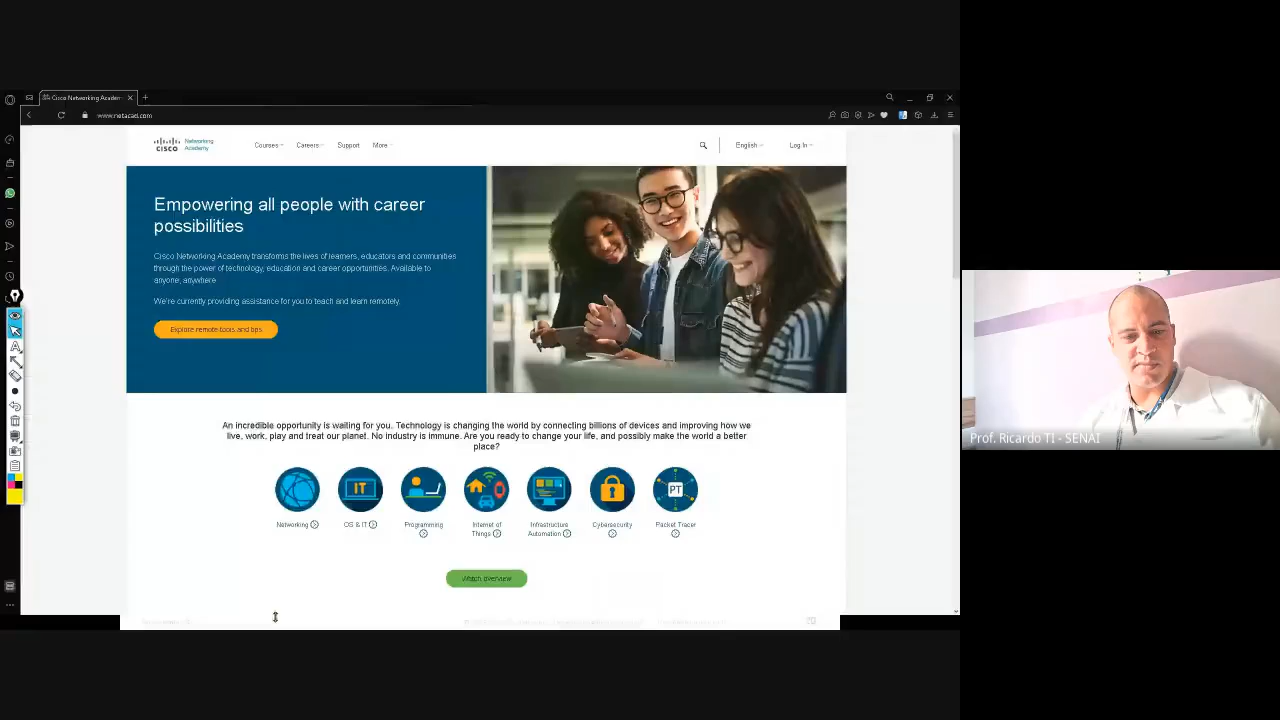 Cisco Networking Academ
www.netacad.com
CISCO
Networking
Academy
Courses
Careers
Support
More
English
Log In
Empowering all people with career
possibilities
Cisco Networking Academy transforms the lives of learners, educators and communities
through the power of technology, education and career opportunities. Available to
anyone, anywhere
We're currently providing assistance for you to teach and learn remotely.
Explore remote tools and tips
An incredible opportunity is waiting for you. Technology is changing the world by connecting billions of devices and improving how we
live, work, play and treat our planet. No industry is immune. Are you ready to change your life, and possibly make the world a better
place?
IT
PT
Networking
OS & IT
Programming
Internet of
Things
Infrastructure
Automation
Cybersecurity
Packet Tracer
Watch overview
Prof. Ricardo TI - SENAI